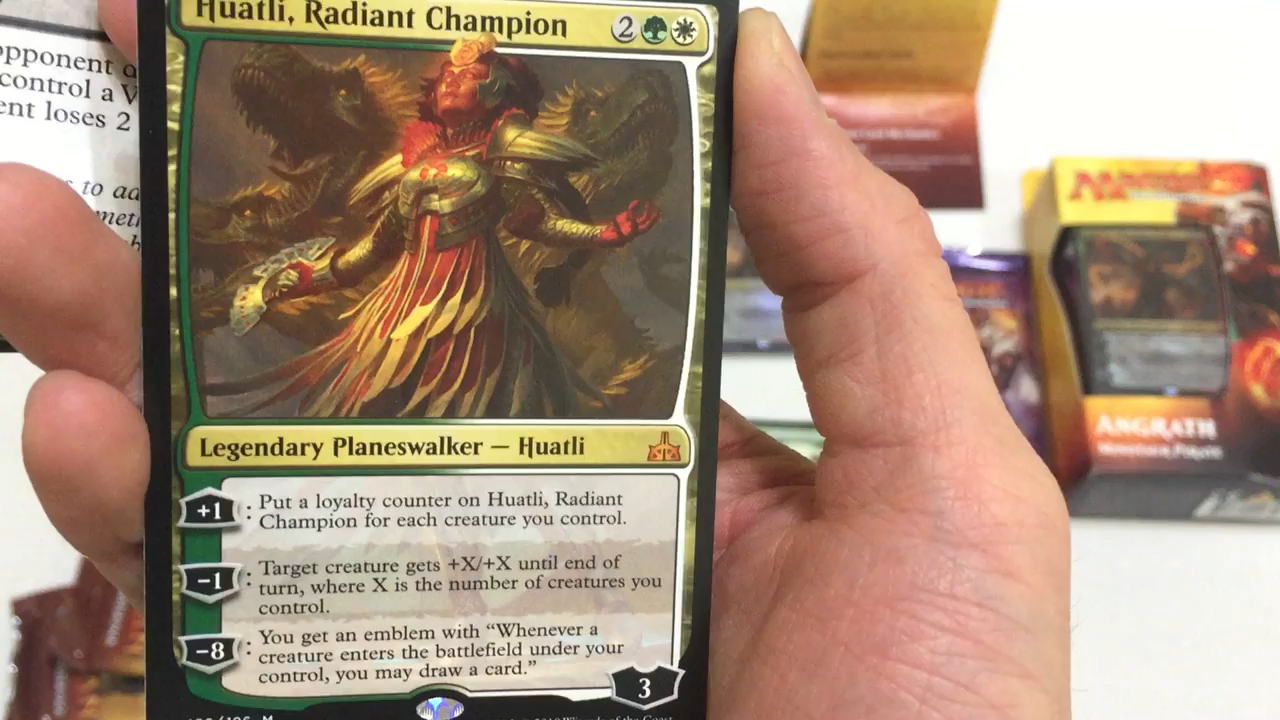 Huatli, Radiant Champion 2
Legendary Planeswalker — Huatli
+1 : Put a loyalty counter on Huatli, Radiant
Champion for each creature you control.
−1 : Target creature gets +X/+X until end of
turn, where X is the number of creatures you
control.
−8 : You get an emblem with “Whenever a
creature enters the battlefield under your
control, you may draw a card.”
3
opponent
control a V
ent loses 2
to ad
ANGRATH